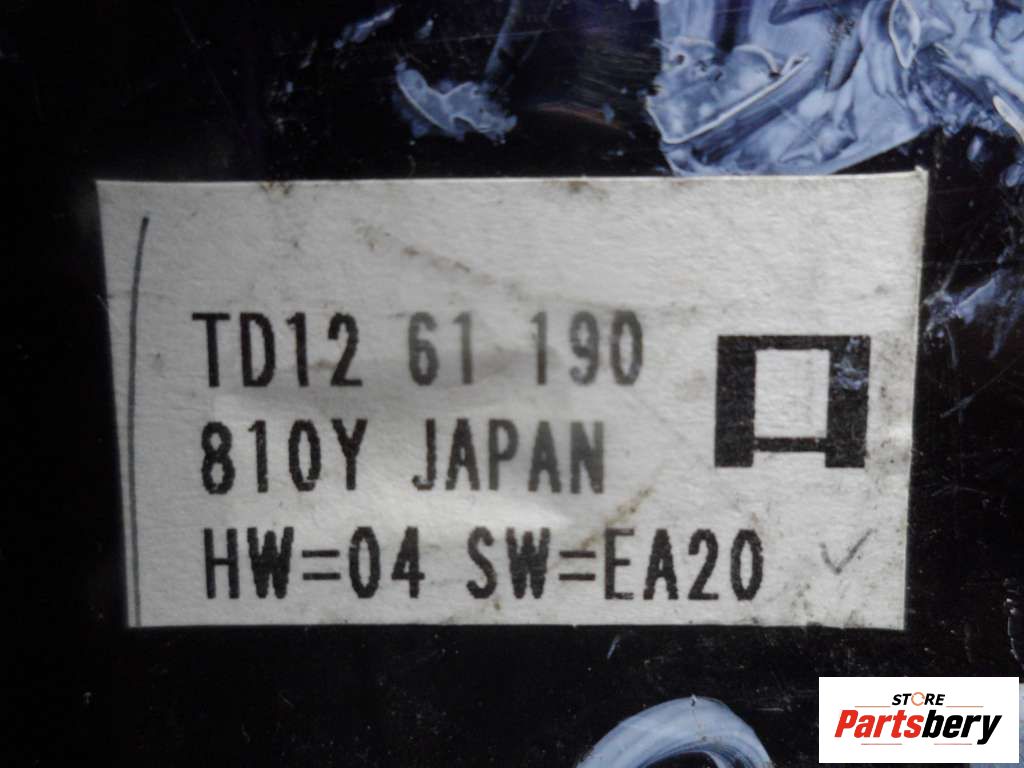 TD12 61 190
810Y JAPAN
HW=04 SW=EA20
STORE
Partsbery